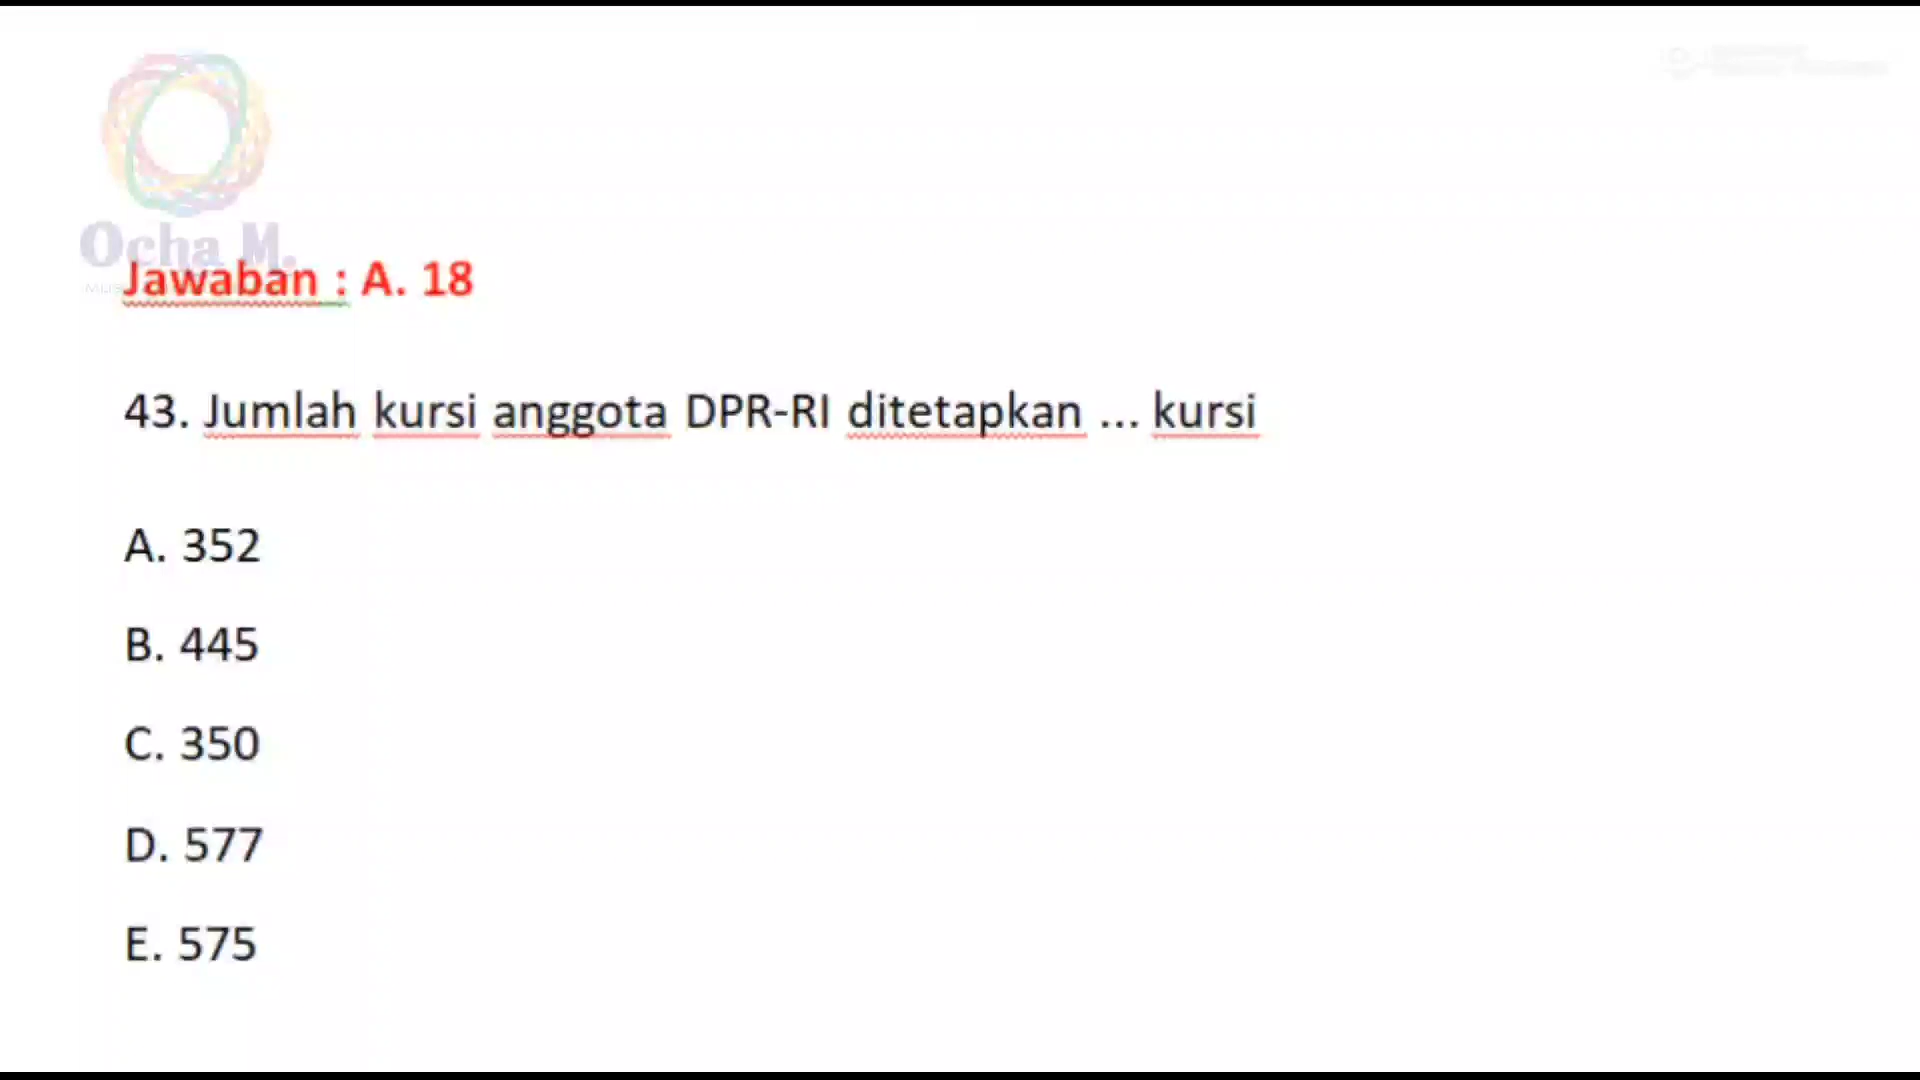 Ocha M.
Jawaban : A. 18
43. Jumlah kursi anggota DPR-RI ditetapkan ... kursi
A. 352
B. 445
C. 350
D. 577
E. 575